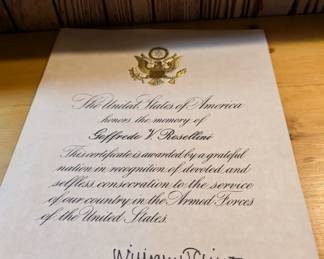 The United States of America
honors the memory of
Goffredo V. Rosellini
This certificate is awarded by a grateful
nation in recognition of devoted and
selfless consecration to the service
of our country in the Armed Forces
of the United States.